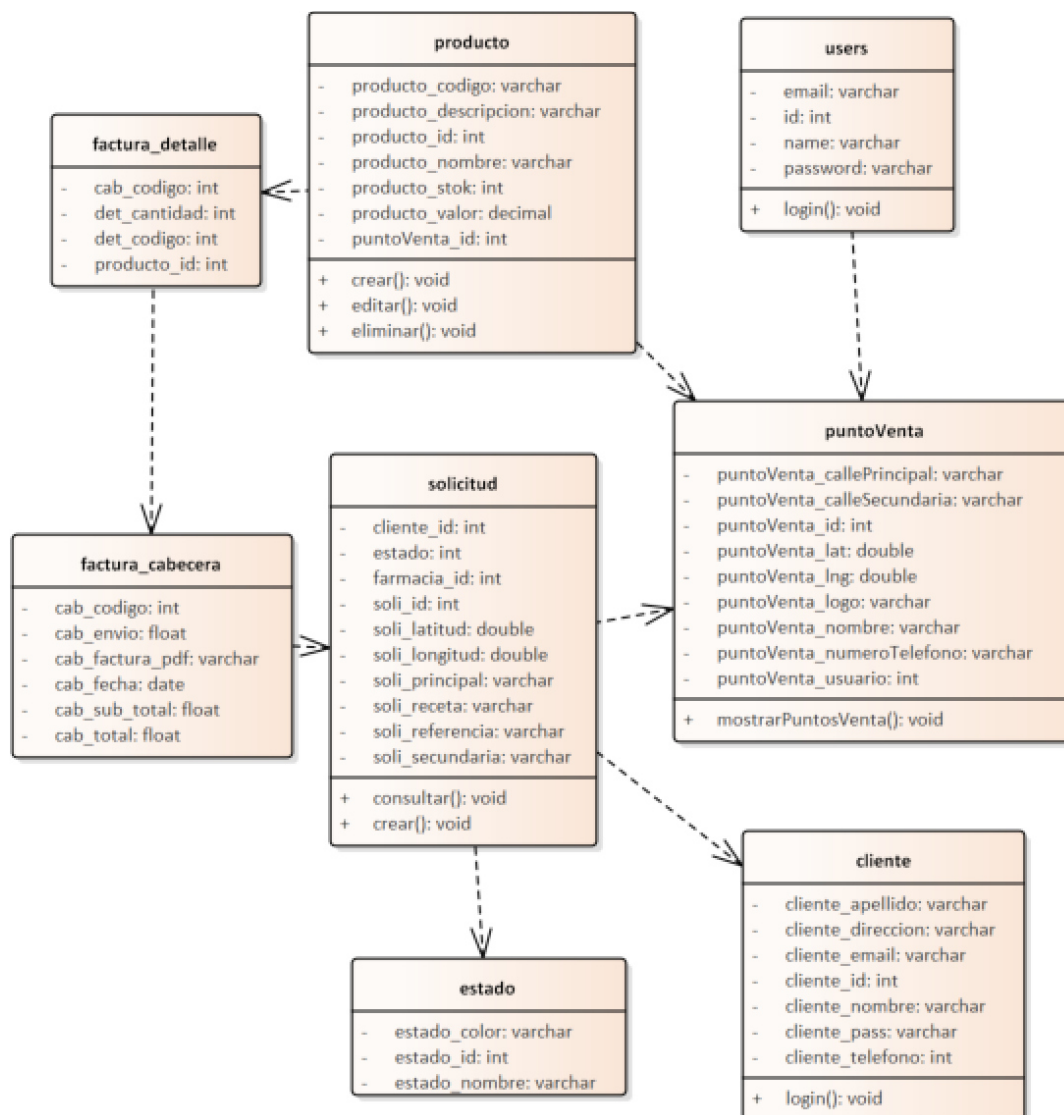 producto
- producto_codigo: varchar
- producto_descripcion: varchar
- producto_id: int
- producto_nombre: varchar
- producto_stok: int
- producto_valor: decimal
- puntoVenta_id: int
+ crear(): void
+ editar(): void
+ eliminar(): void
users
- email: varchar
- id: int
- name: varchar
- password: varchar
+ login(): void
factura_detalle
- cab_codigo: int
- det_cantidad: int
- det_codigo: int
- producto_id: int
puntoVenta
- puntoVenta_callePrincipal: varchar
- puntoVenta_calleSecundaria: varchar
- puntoVenta_id: int
- puntoVenta_lat: double
- puntoVenta_lng: double
- puntoVenta_logo: varchar
- puntoVenta_nombre: varchar
- puntoVenta_numeroTelefono: varchar
- puntoVenta_usuario: int
+ mostrarPuntosVenta(): void
solicitud
- cliente_id: int
- estado: int
- farmacia_id: int
- soli_id: int
- soli_latitud: double
- soli_longitud: double
- soli_principal: varchar
- soli_receta: varchar
- soli_referencia: varchar
- soli_secundaria: varchar
+ consultar(): void
+ crear(): void
factura_cabecera
- cab_codigo: int
- cab_envio: float
- cab_factura_pdf: varchar
- cab_fecha: date
- cab_sub_total: float
- cab_total: float
cliente
- cliente_apellido: varchar
- cliente_direccion: varchar
- cliente_email: varchar
- cliente_id: int
- cliente_nombre: varchar
- cliente_pass: varchar
- cliente_telefono: int
+ login(): void
estado
- estado_color: varchar
- estado_id: int
- estado_nombre: varchar